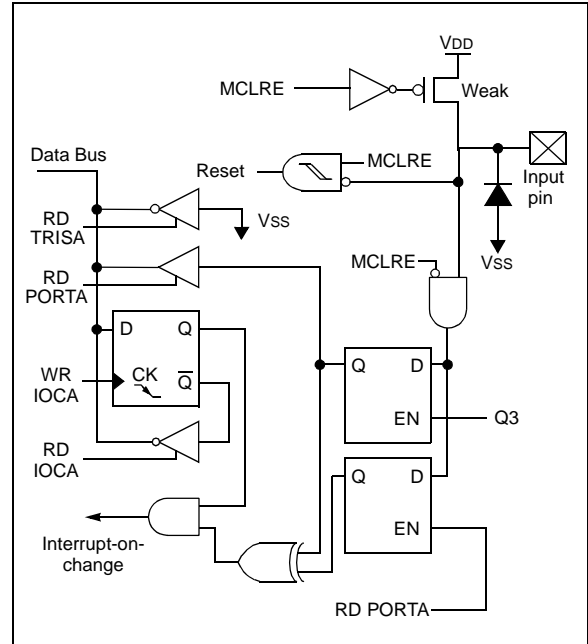 VDD
MCLRE
Weak
Data Bus
Reset
MCLRE
Input
pin
RD
TRISA
VSS
VSS
RD
PORTA
MCLRE
D
Q
Q
D
WR
IOCA
CK
Q
EN
Q3
RD
IOCA
Q
D
EN
Interrupt-on-
change
RD PORTA